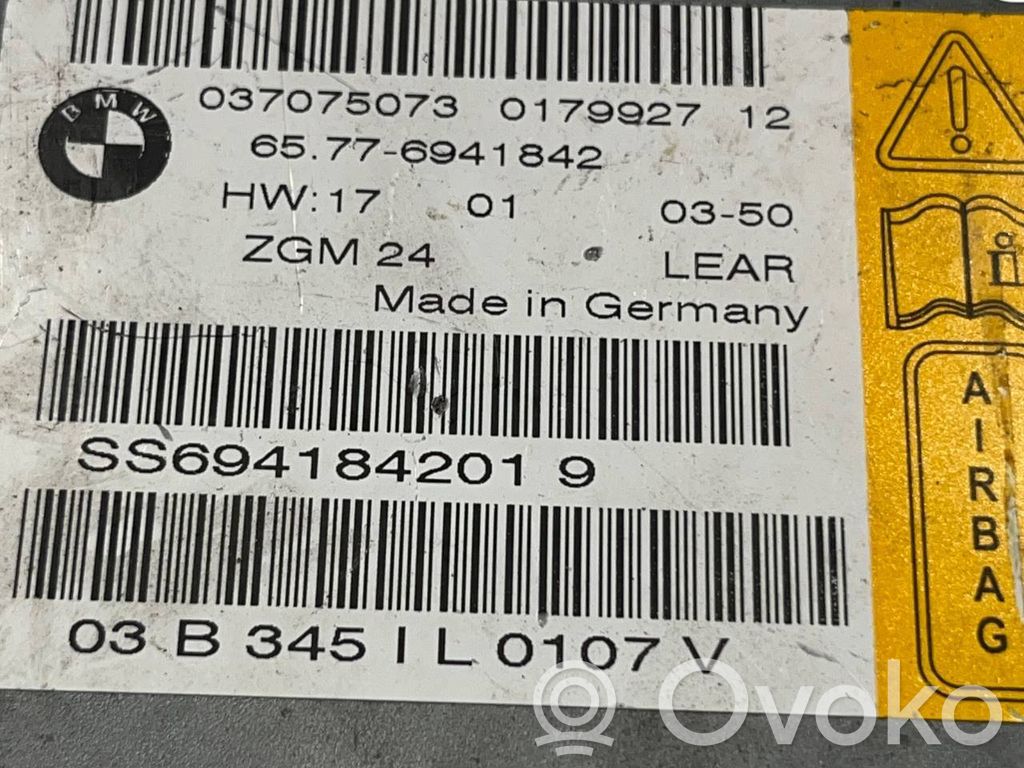 BMW
037075073 0179927 12
65.77-6941842
HW:17 01 03-50
ZGM 24 LEAR
Made in Germany
SS694184201 9
03 B 345 I L 0107 V
i
AIRBAG
Ovoko